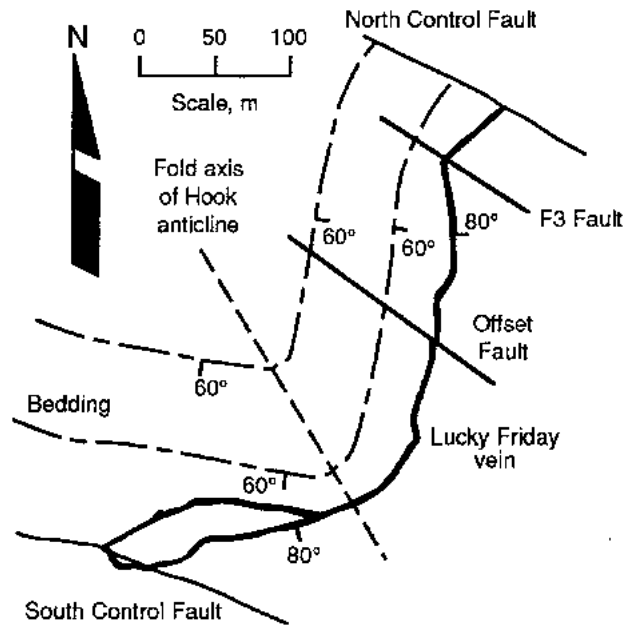 North Control Fault
N
0 50 100
Scale, m
Fold axis
of Hook
anticline
F3 Fault
80°
60°
60°
Offset
Fault
60°
Bedding
Lucky Friday
vein
60°
80°
South Control Fault